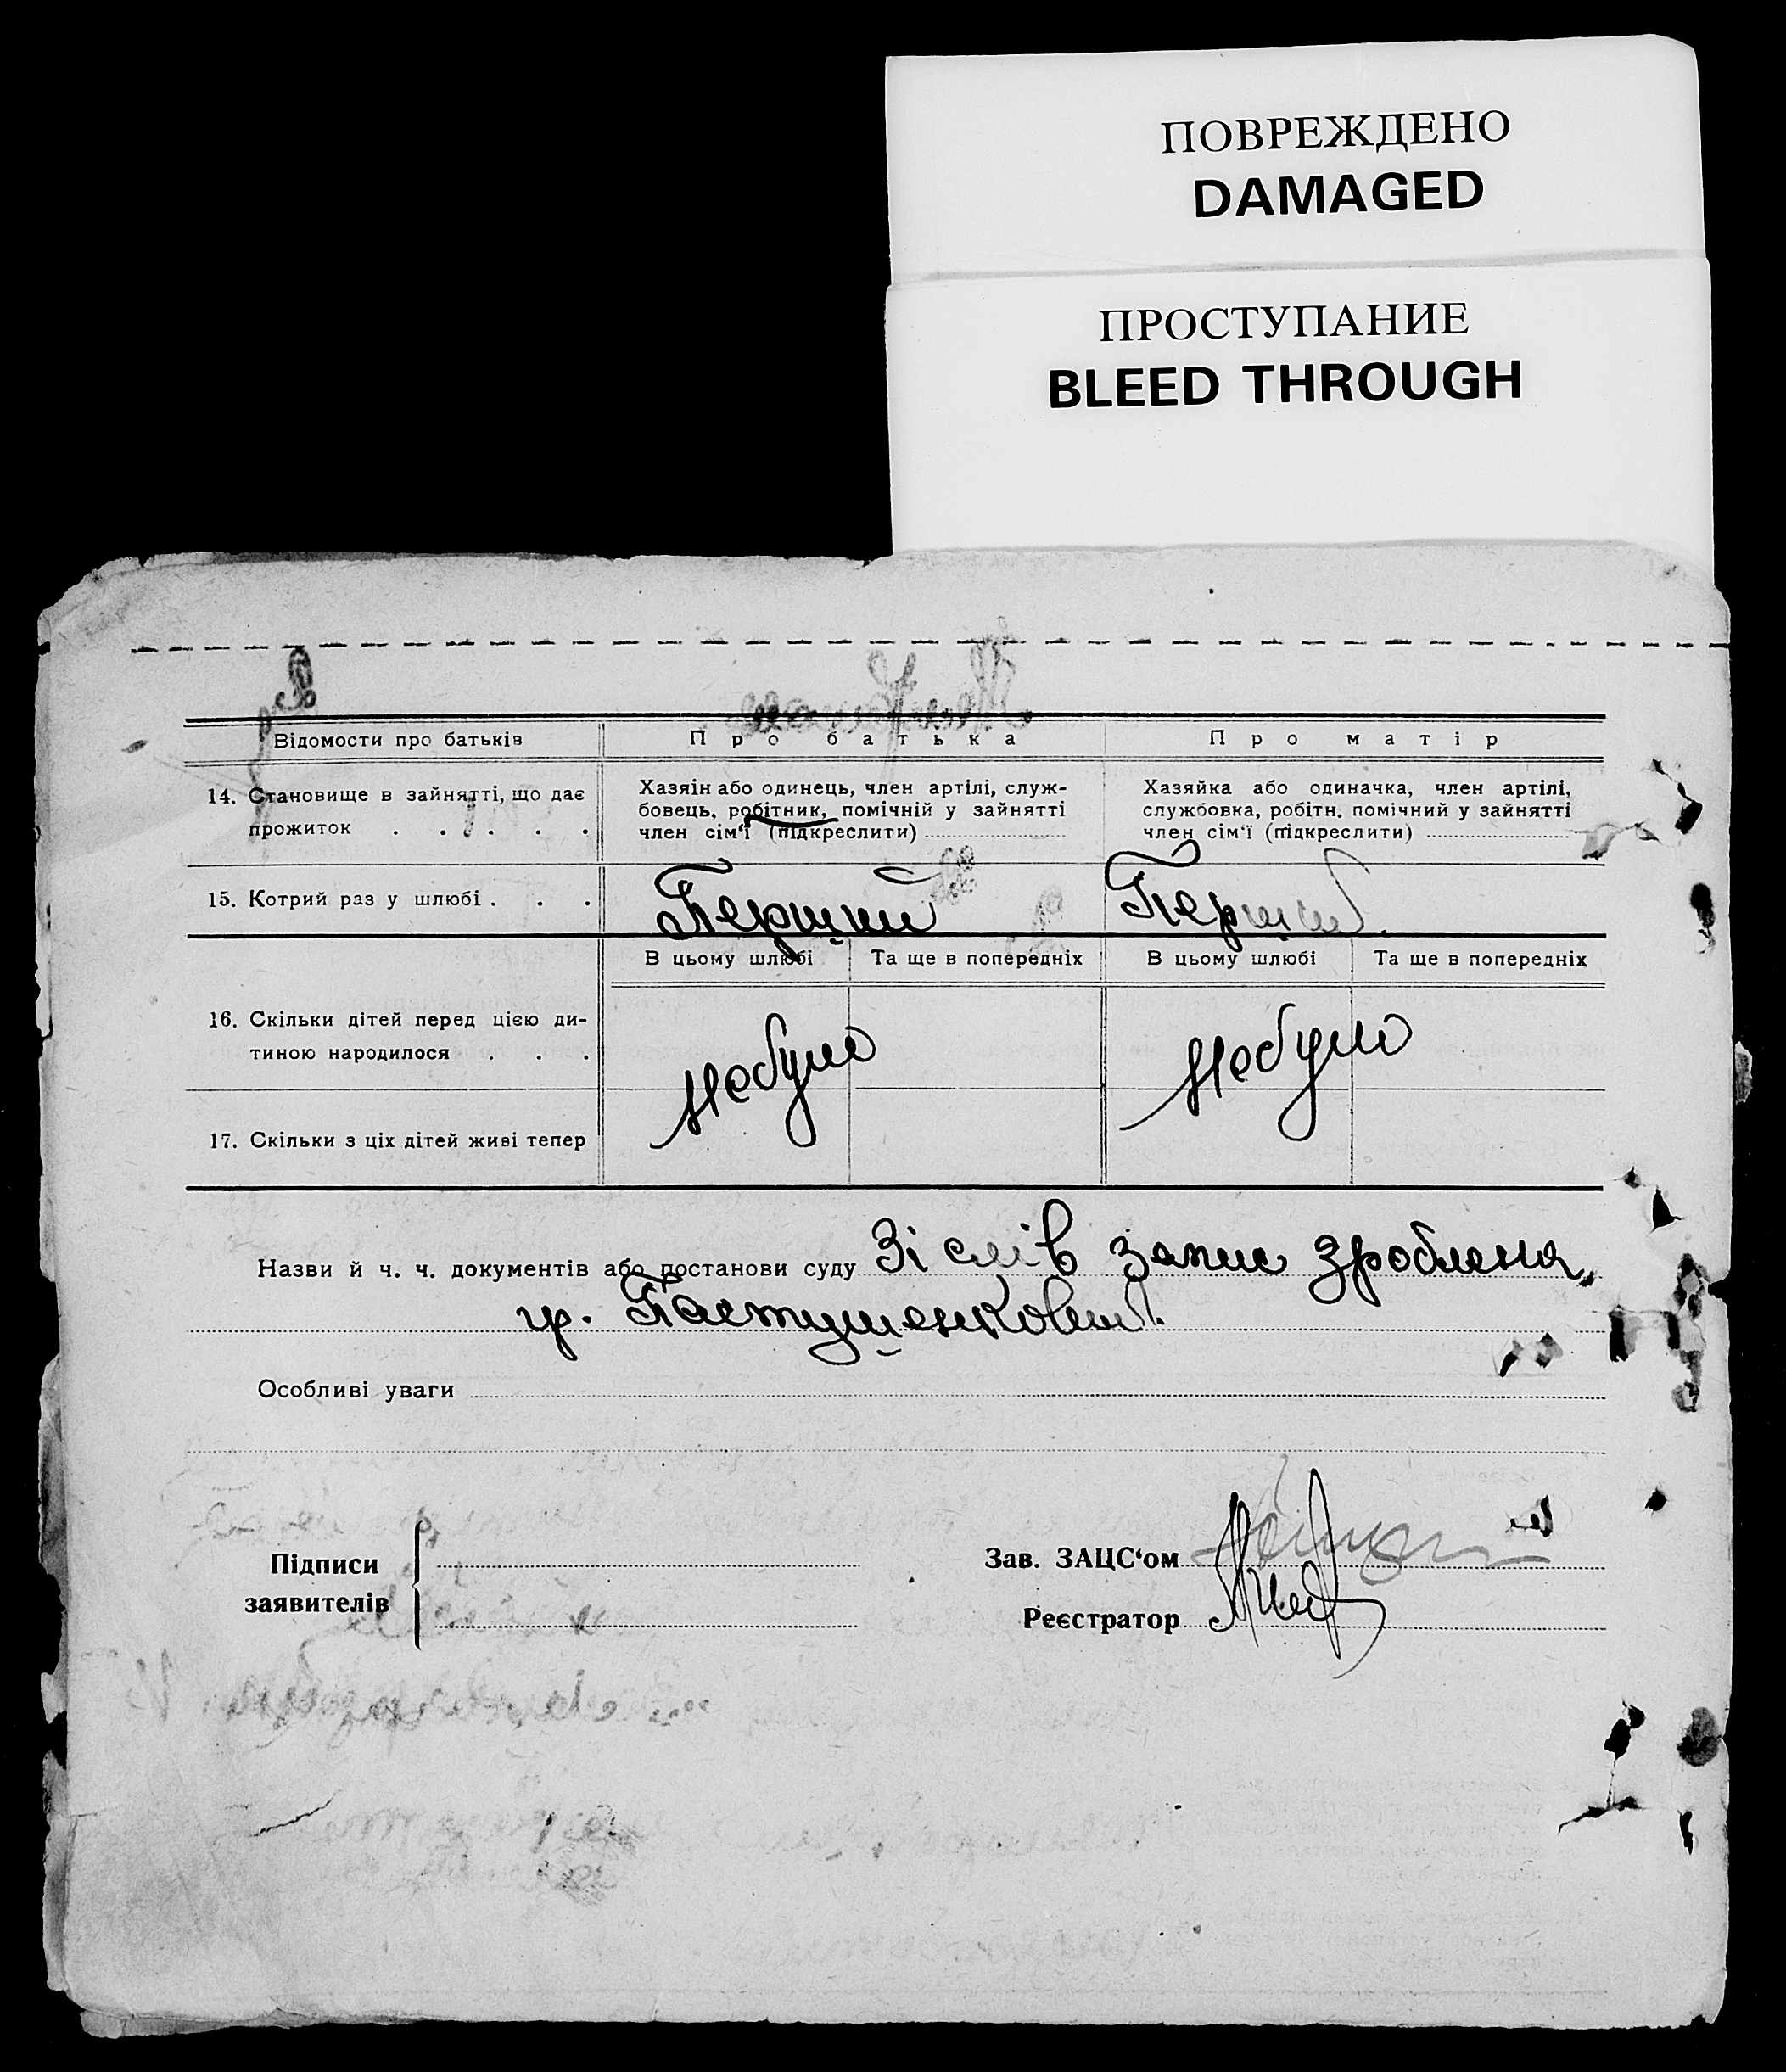 ПОВРЕЖДЕНО
DAMAGED
ПРОСТУПАНИЕ
BLEED THROUGH
Відомости про батьків Про батька Про матір
14. Становище в зайнятті, що дає прожиток . . . . .
Хазяін або одинець, член артілі, служ-
бовець, робітник, помічній у зайнятті
член сім'ї (підкреслити)
Хазяйка або одиначка, член артілі,
службовка, робітн. помічний у зайнятті
член сім'ї (підкреслити)
15. Котрий раз у шлюбі . . . Перший Перший
В цьому шлюбі Та ще в попередніх В цьому шлюбі Та ще в попередніх
16. Скільки дітей перед цією ди-
тиною народилося . . . Небуло Небуло
17. Скільки з ціх дітей живі тепер
Назви й ч. ч. документів або постанови суду Зі слів запис зроблена
гр. Пастушенковий.
Особливі уваги
Підписи
заявителів
Зав. ЗАЦС'ом
Реєстратор